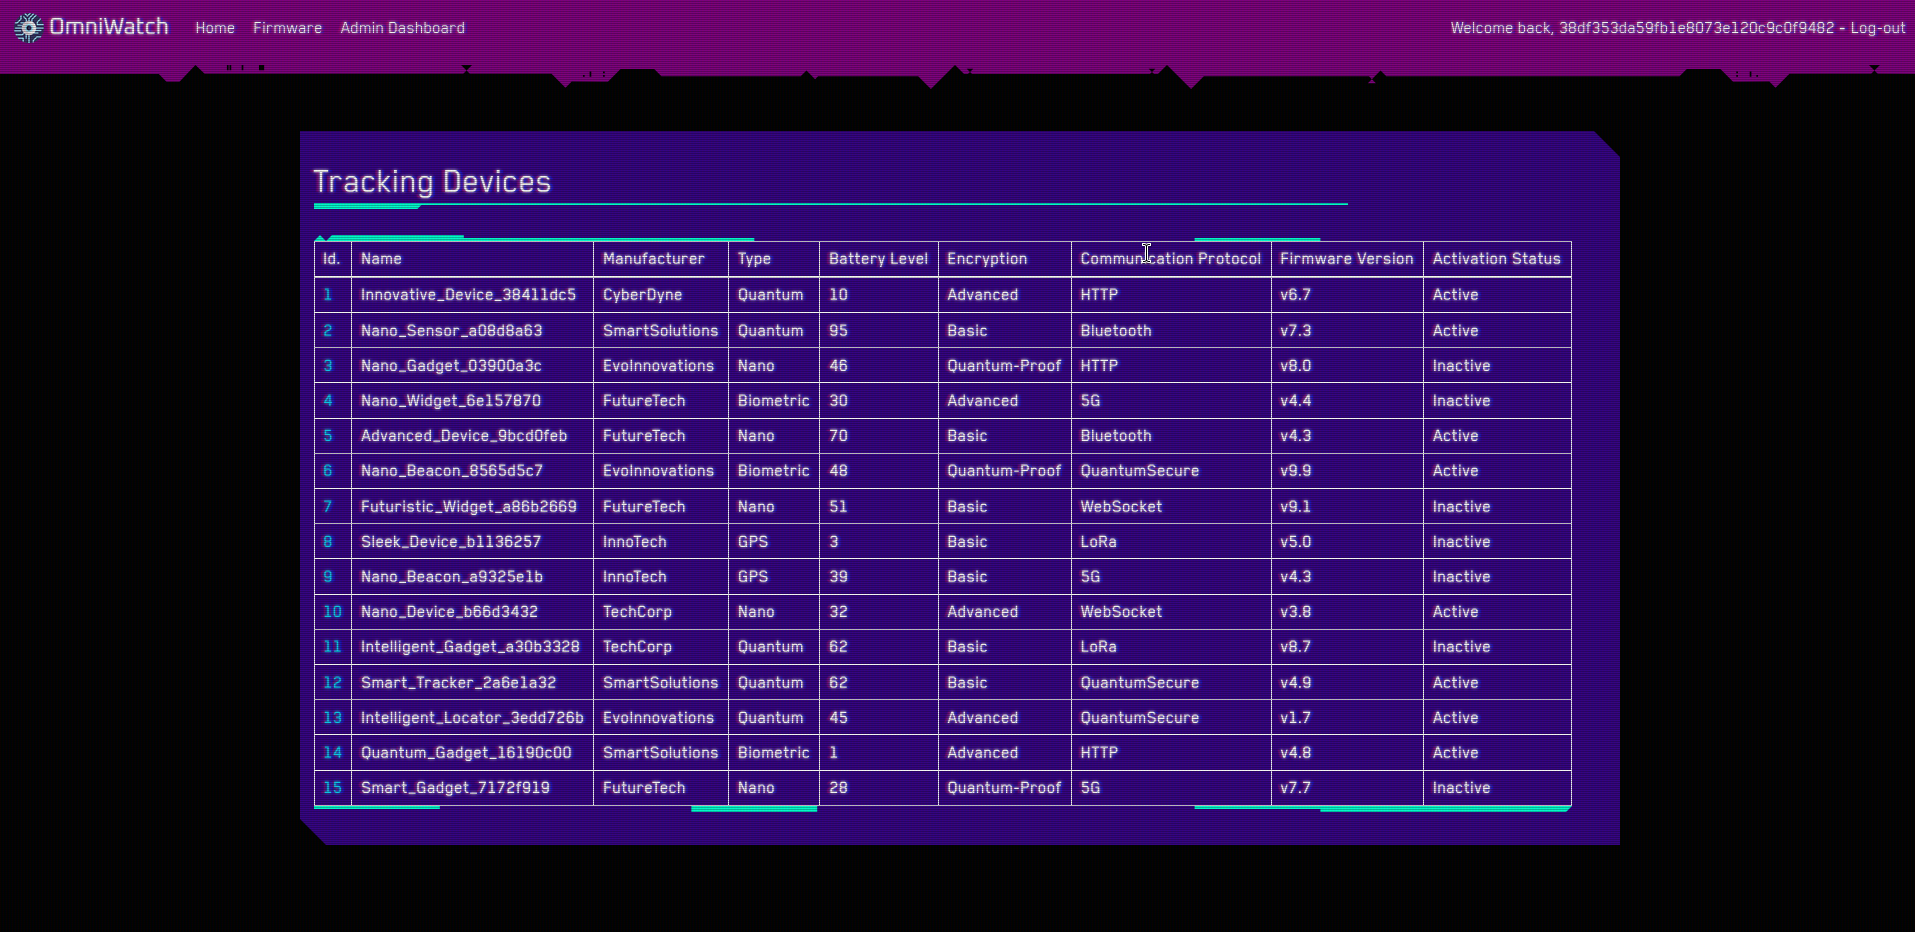 OmniWatch Home Firmware Admin Dashboard Welcome back, 38df353da59fb1e8073e120c9c0f9482 - Log-out
Tracking Devices
Id. Name Manufacturer Type Battery Level Encryption Communication Protocol Firmware Version Activation Status
1 Innovative_Device_38411dc5 CyberDyne Quantum 10 Advanced HTTP v6.7 Active
2 Nano_Sensor_a08d8a63 SmartSolutions Quantum 95 Basic Bluetooth v7.3 Active
3 Nano_Gadget_03900a3c EvoInnovations Nano 46 Quantum-Proof HTTP v8.0 Inactive
4 Nano_Widget_6e157870 FutureTech Biometric 30 Advanced 5G v4.4 Inactive
5 Advanced_Device_9bcd0feb FutureTech Nano 70 Basic Bluetooth v4.3 Active
6 Nano_Beacon_8565d5c7 EvoInnovations Biometric 48 Quantum-Proof QuantumSecure v9.9 Active
7 Futuristic_Widget_a86b2669 FutureTech Nano 51 Basic WebSocket v9.1 Inactive
8 Sleek_Device_b1136257 InnoTech GPS 3 Basic LoRa v5.0 Inactive
9 Nano_Beacon_a9325e1b InnoTech GPS 39 Basic 5G v4.3 Inactive
10 Nano_Device_b66d3432 TechCorp Nano 32 Advanced WebSocket v3.8 Active
11 Intelligent_Gadget_a30b3328 TechCorp Quantum 62 Basic LoRa v8.7 Inactive
12 Smart_Tracker_2a6e1a32 SmartSolutions Quantum 62 Basic QuantumSecure v4.9 Active
13 Intelligent_Locator_3edd726b EvoInnovations Quantum 45 Advanced QuantumSecure v1.7 Active
14 Quantum_Gadget_16190c00 SmartSolutions Biometric 1 Advanced HTTP v4.8 Active
15 Smart_Gadget_7172f919 FutureTech Nano 28 Quantum-Proof 5G v7.7 Inactive